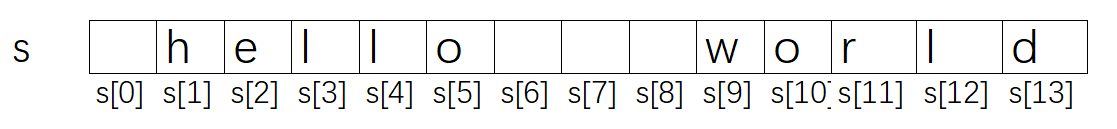 s h e l l o w o r l d
s[0] s[1] s[2] s[3] s[4] s[5] s[6] s[7] s[8] s[9] s[10] s[11] s[12] s[13]